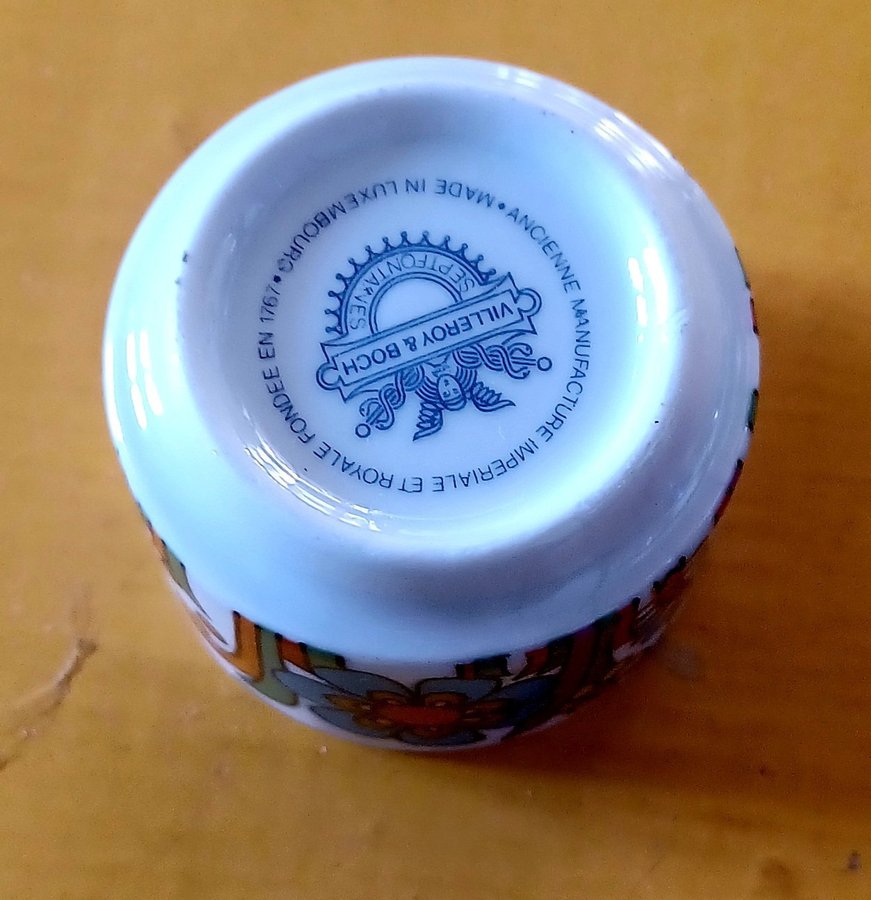 ANCIENNE MANUFACTURE IMPERIALE ET ROYALE FONDEE EN 1767 • MADE IN LUXEMBOURG •
VILLEROY & BOCH
SEPTFONTAINES